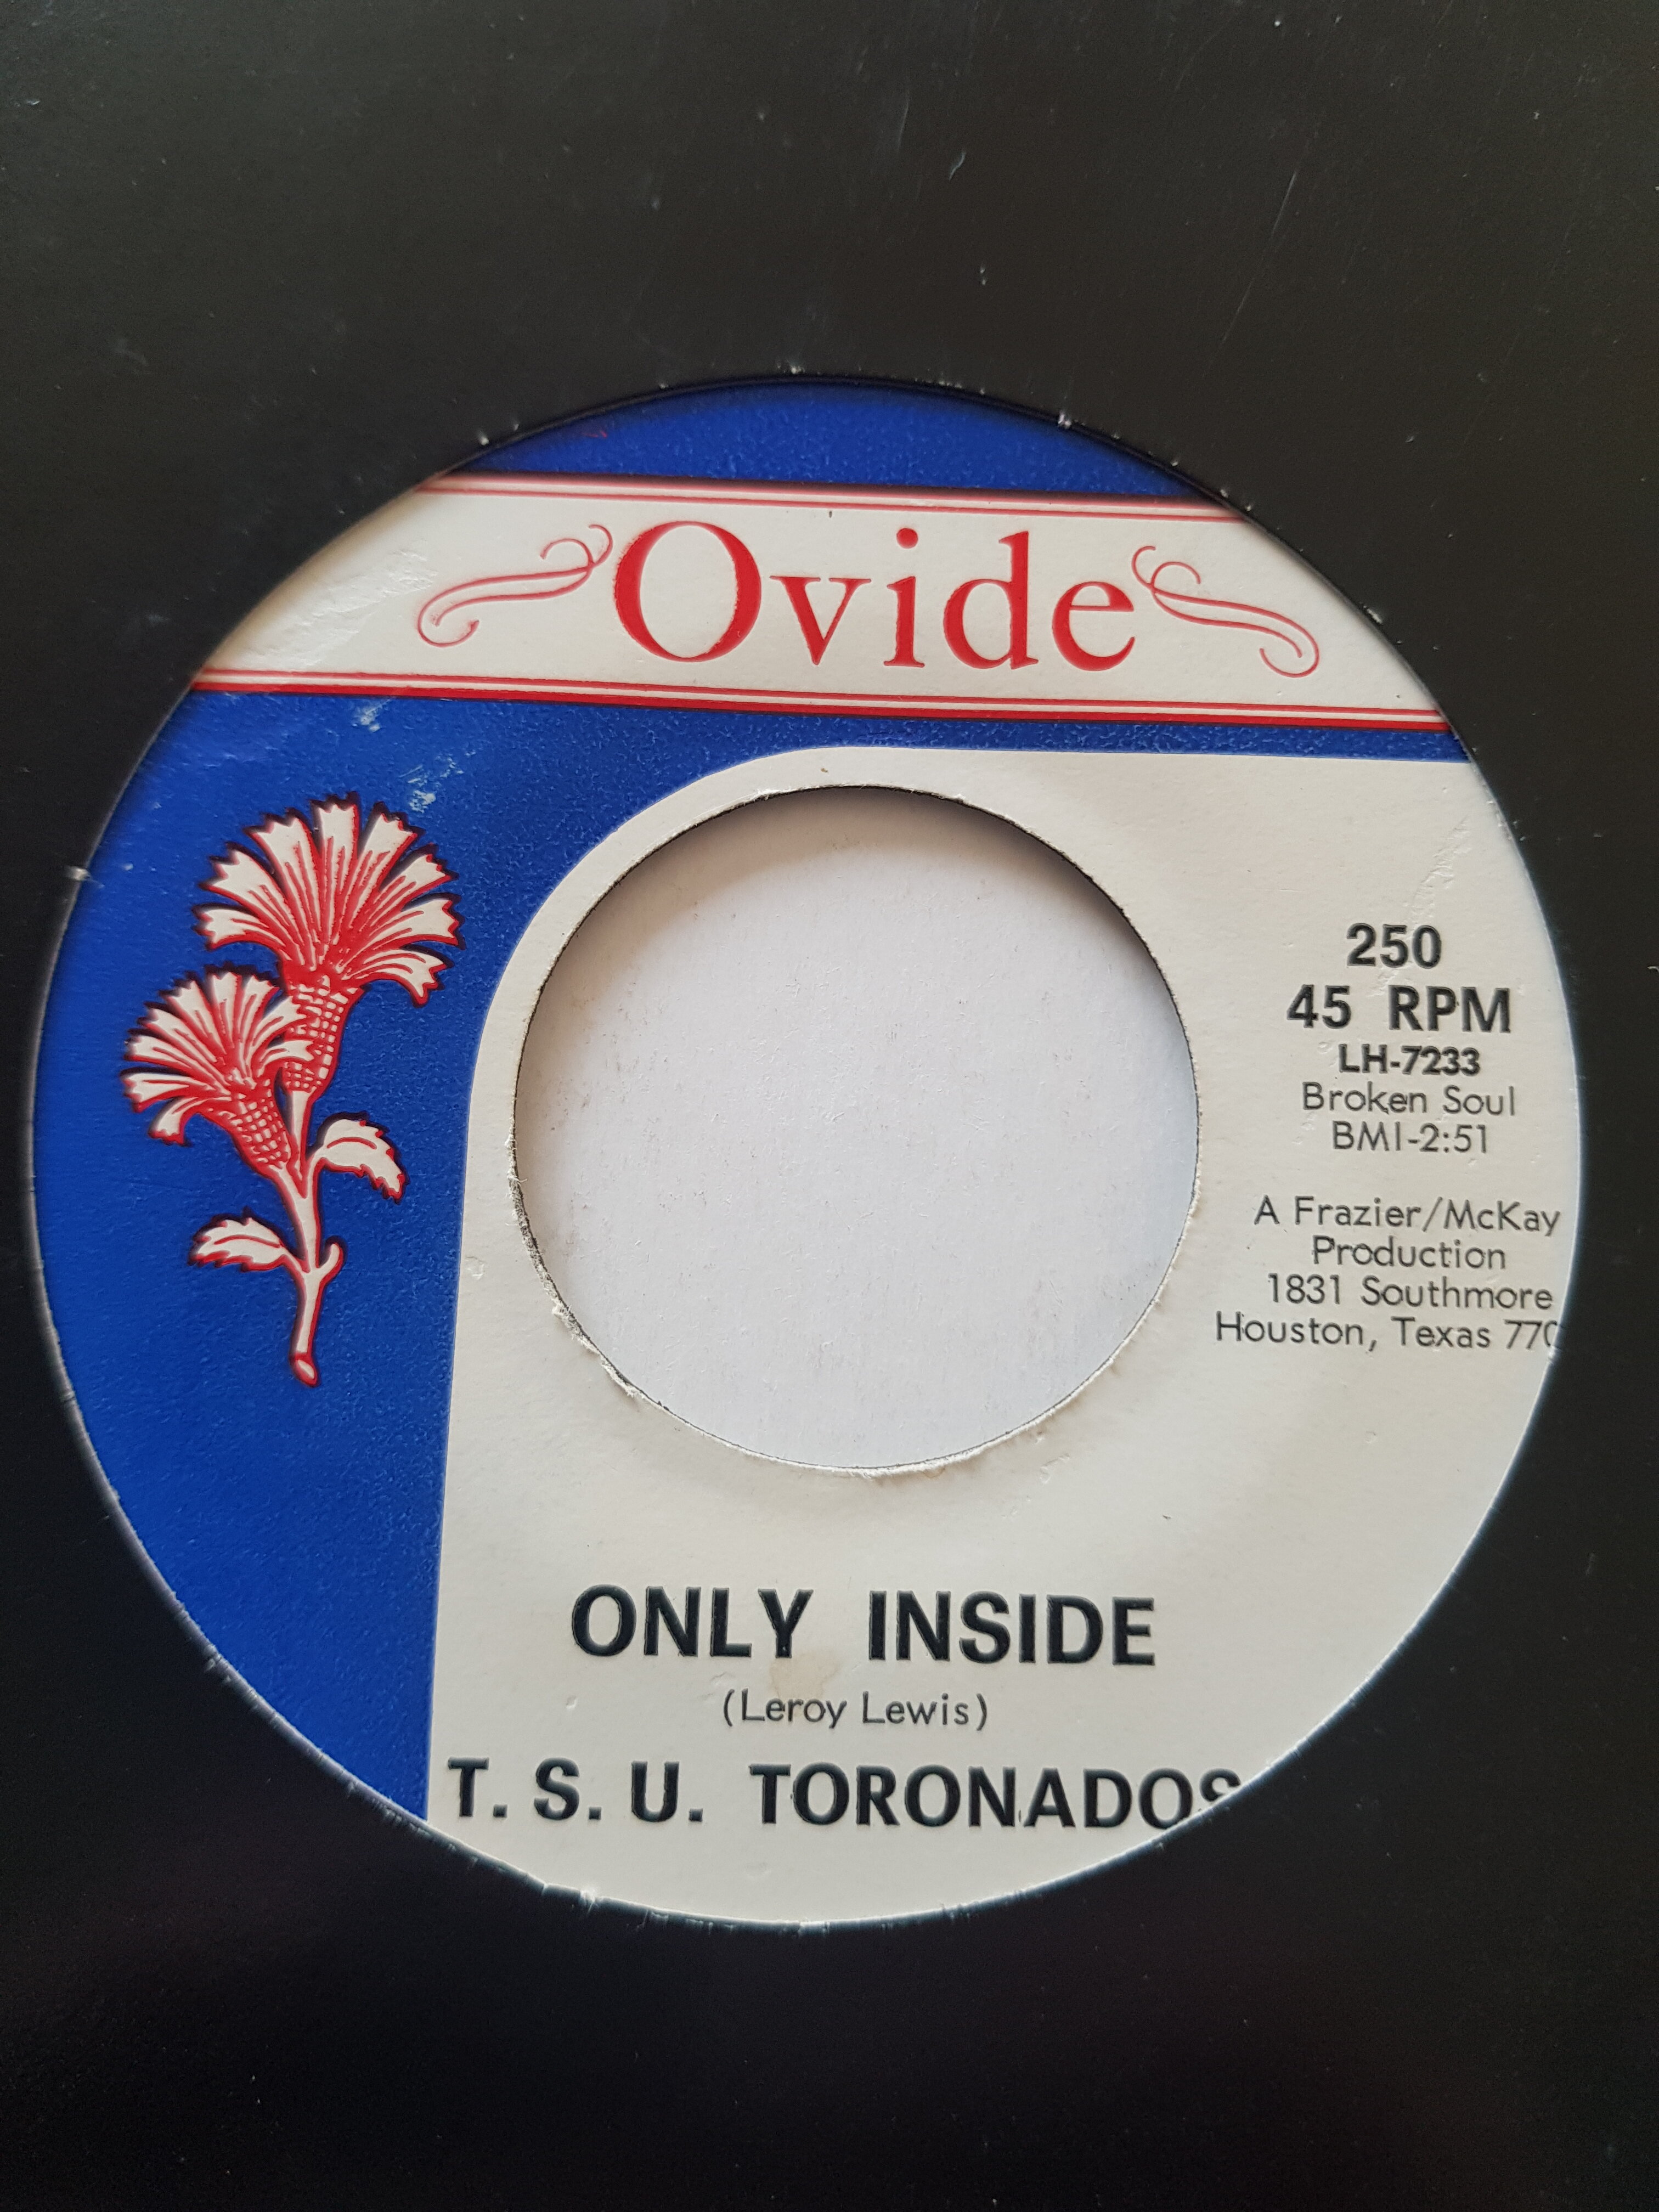 Ovide
250
45 RPM
LH-7233
Broken Soul
BMI-2:51
A Frazier/McKay
Production
1831 Southmore
Houston, Texas
ONLY INSIDE
(Leroy Lewis)
T. S. U. TORONADOS